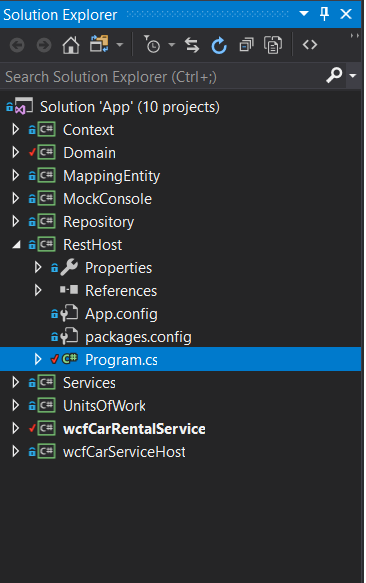 Solution Explorer
Search Solution Explorer (Ctrl+;)
Solution 'App' (10 projects)
C# Context
C# Domain
C# MappingEntity
C# MockConsole
C# Repository
C# RestHost
Properties
References
App.config
packages.config
C# Program.cs
C# Services
C# UnitsOfWork
C# wcfCarRentalService
C# wcfCarServiceHost